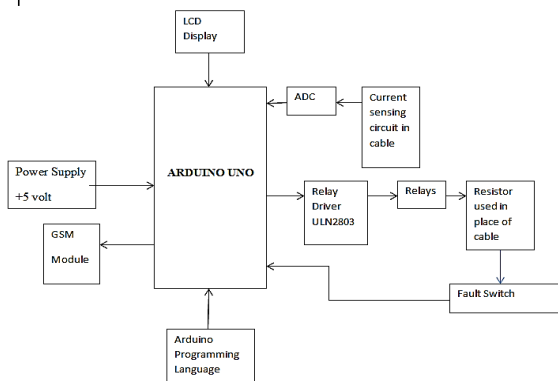 LCD
Display
ADC
Current
sensing
circuit in
cable
ARDUINO UNO
Power Supply
+5 volt
Relay
Driver
ULN2803
Relays
Resistor
used in
place of
cable
GSM
Module
Fault Switch
Arduino
Programming
Language